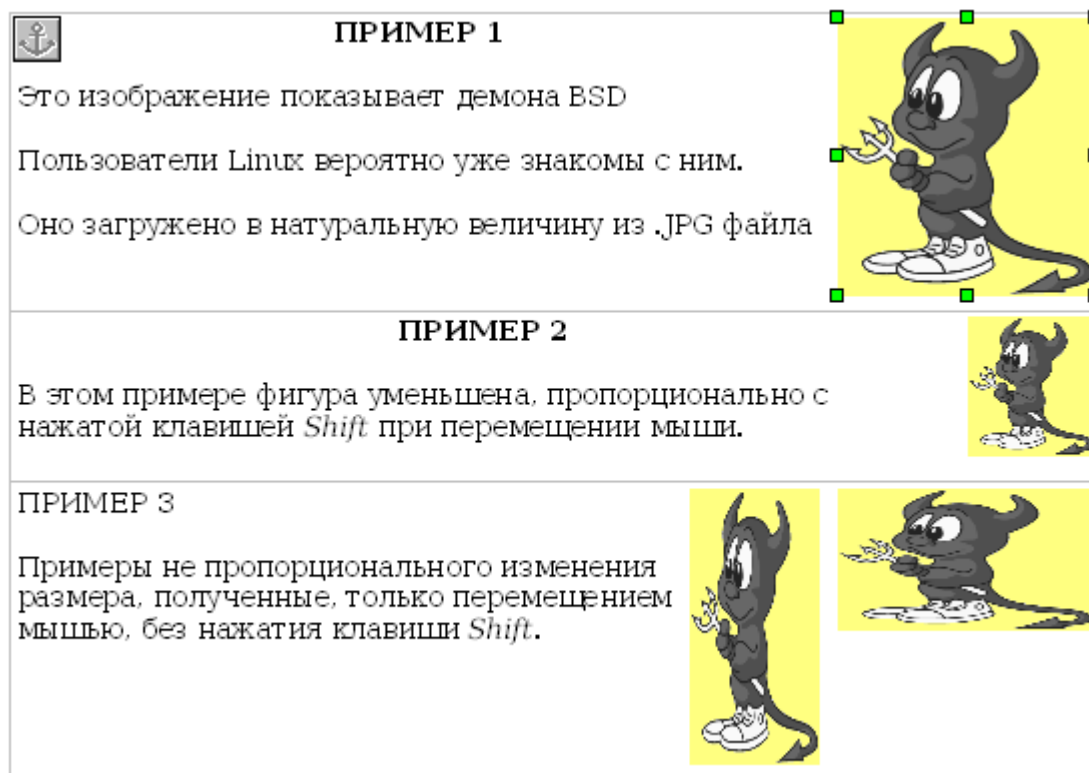 ПРИМЕР 1
Это изображение показывает демона BSD
Пользователи Linux вероятно уже знакомы с ним.
Оно загружено в натуральную величину из .JPG файла
ПРИМЕР 2
В этом примере фигура уменьшена, пропорционально с
нажатой клавишей Shift при перемещении мыши.
ПРИМЕР 3
Примеры не пропорционального изменения
размера, полученные, только перемещением
мышью, без нажатия клавиши Shift.